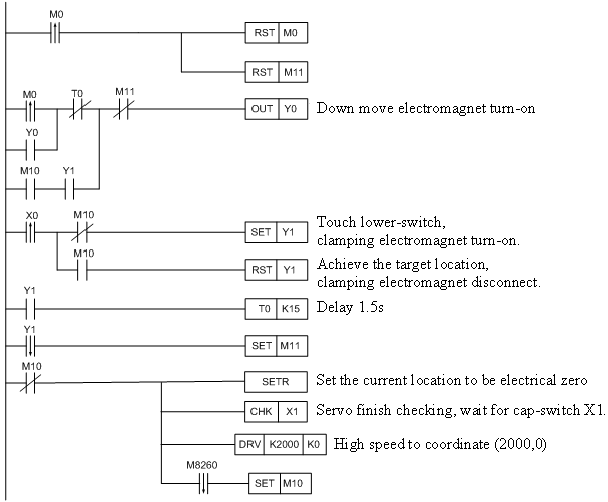 M0
RST M0
RST M11
M0 T0 M11
OUT Y0 Down move electromagnet turn-on
Y0
M10 Y1
X0 M10
SET Y1 Touch lower-switch,
clamping electromagnet turn-on.
M10
RST Y1 Achieve the target location,
clamping electromagnet disconnect.
Y1
T0 K15 Delay 1.5s
Y1
SET M11
M10
SETR Set the current location to be electrical zero
CHK X1 Servo finish checking, wait for cap-switch X1.
DRV K2000 K0 High speed to coordinate (2000,0)
M8260
SET M10